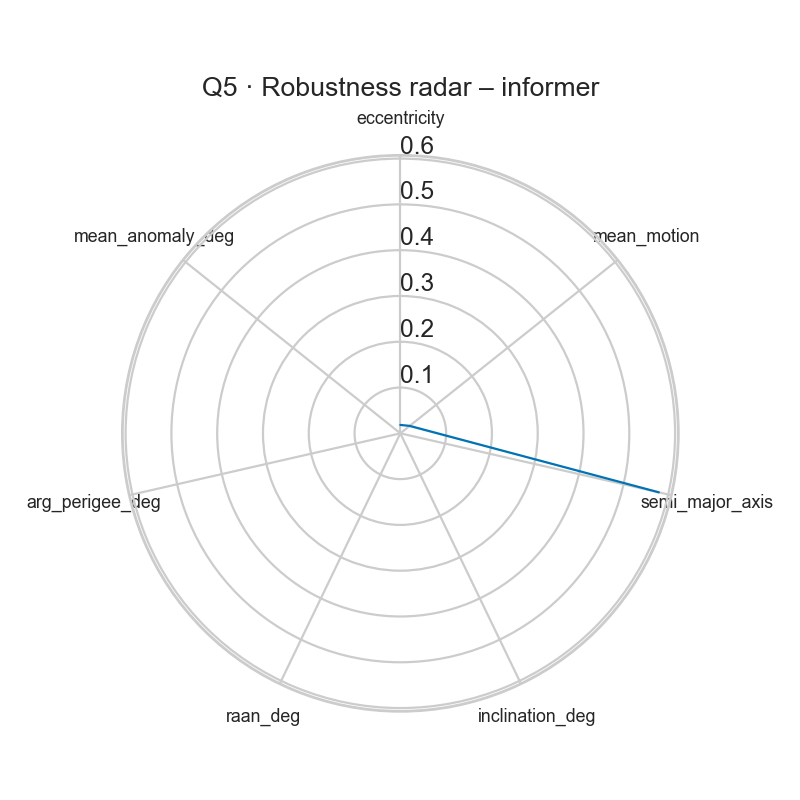 Q5 · Robustness radar – informer
eccentricity
0.6
0.5
mean_anomaly_deg
0.4
mean_motion
0.3
0.2
0.1
arg_perigee_deg
semi_major_axis
raan_deg
inclination_deg